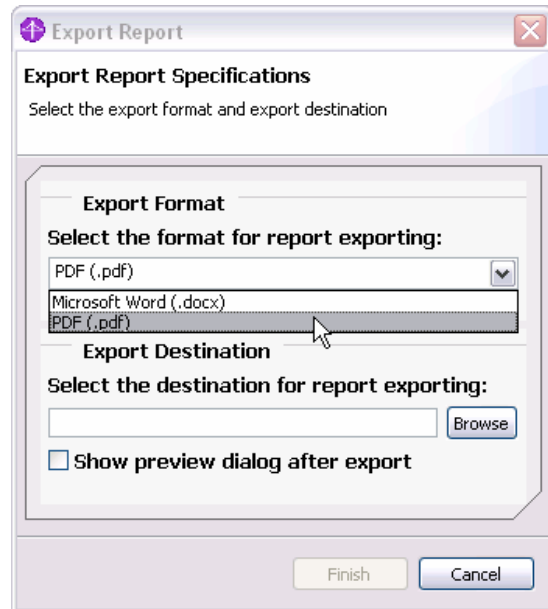 Export Report
Export Report Specifications
Select the export format and export destination
Export Format
Select the format for report exporting:
PDF (.pdf)
Microsoft Word (.docx)
PDF (.pdf)
Export Destination
Select the destination for report exporting:
Browse
Show preview dialog after export
Finish Cancel